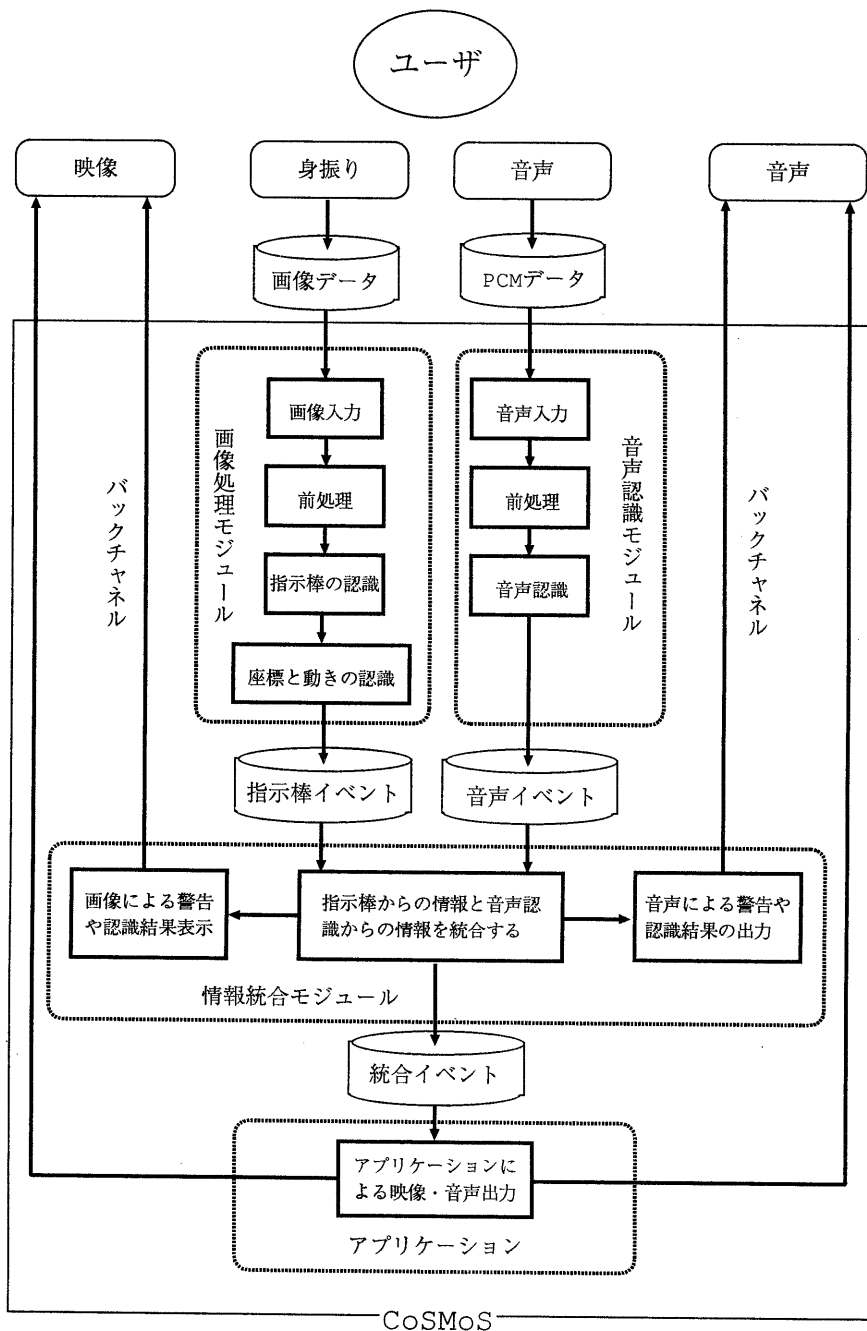 ユーザ
映像
身振り
音声
音声
画像データ
PCMデータ
画像処理モジュール
画像入力
前処理
指示棒の認識
座標と動きの認識
音声入力
前処理
音声認識
音声認識モジュール
バックチャネル
バックチャネル
指示棒イベント
音声イベント
画像による警告
や認識結果表示
指示棒からの情報と音声認
識からの情報を統合する
音声による警告や
認識結果の出力
情報統合モジュール
統合イベント
アプリケーションに
よる映像・音声出力
アプリケーション
CoSMoS